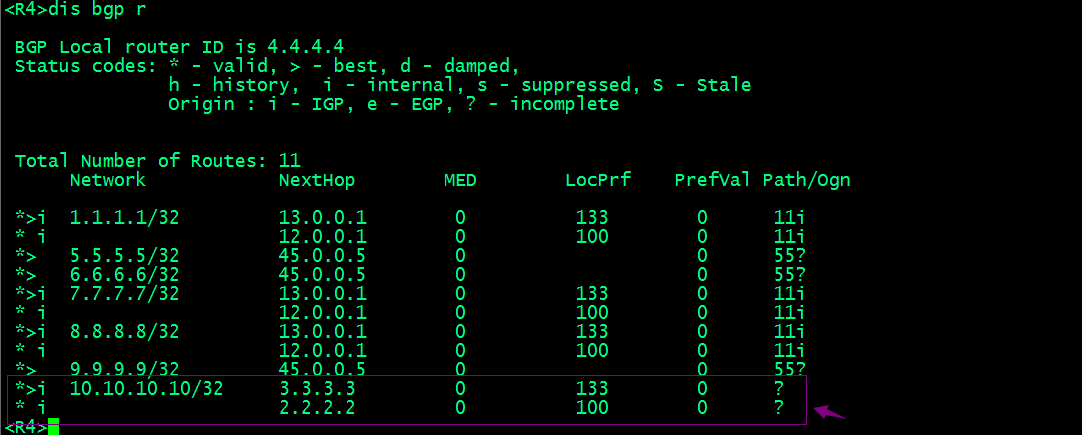 <R4>dis bgp r
BGP Local router ID is 4.4.4.4
Status codes: * - valid, > - best, d - damped,
h - history,  i - internal, s - suppressed, S - Stale
Origin : i - IGP, e - EGP, ? - incomplete
Total Number of Routes: 11
Network NextHop MED LocPrf PrefVal Path/Ogn
*>i 1.1.1.1/32 13.0.0.1 0 133 0 11i
* i 12.0.0.1 0 100 0 11i
*> 5.5.5.5/32 45.0.0.5 0 0 55?
*> 6.6.6.6/32 45.0.0.5 0 0 55?
*>i 7.7.7.7/32 13.0.0.1 0 133 0 11i
* i 12.0.0.1 0 100 0 11i
*>i 8.8.8.8/32 13.0.0.1 0 133 0 11i
* i 12.0.0.1 0 100 0 11i
*> 9.9.9.9/32 45.0.0.5 0 0 55?
*>i 10.10.10.10/32 3.3.3.3 0 133 0 ?
* i 2.2.2.2 0 100 0 ?
<R4>